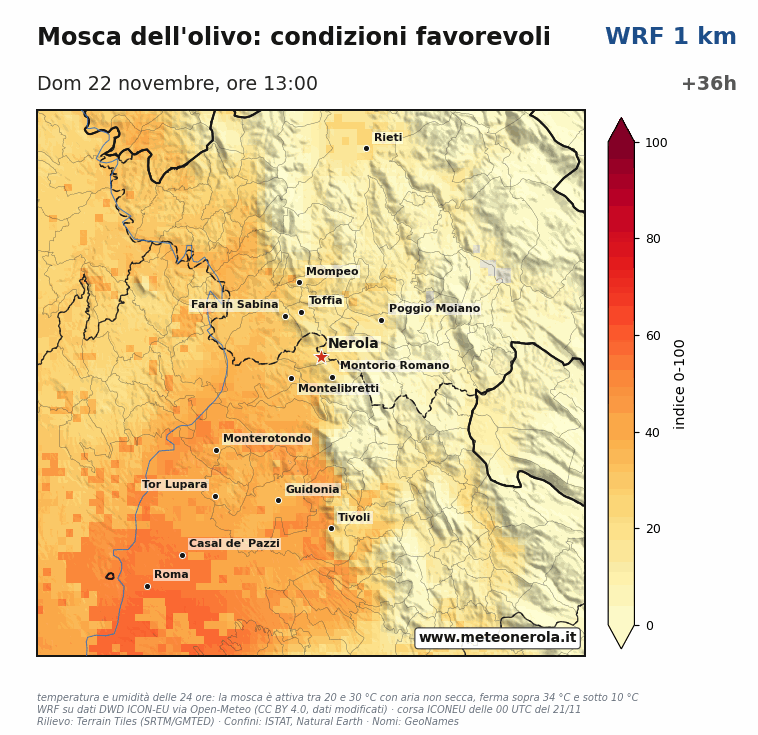 Mosca dell'olivo: condizioni favorevoli
WRF 1 km
Dom 22 novembre, ore 13:00
+36h
Rieti
Mompeo
Toffia
Fara in Sabina
Poggio Moiano
Nerola
Montorio Romano
Montelibretti
Monterotondo
Tor Lupara
Guidonia
Tivoli
Casal de' Pazzi
Roma
www.meteonerola.it
100
80
60
40
20
0
indice 0-100
temperatura e umidità delle 24 ore: la mosca è attiva tra 20 e 30 °C con aria non secca, ferma sopra 34 °C e sotto 10 °C
WRF su dati DWD ICON-EU via Open-Meteo (CC BY 4.0, dati modificati) · corsa ICONEU delle 00 UTC del 21/11
Rilievo: Terrain Tiles (SRTM/GMTED) · Confini: ISTAT, Natural Earth · Nomi: GeoNames